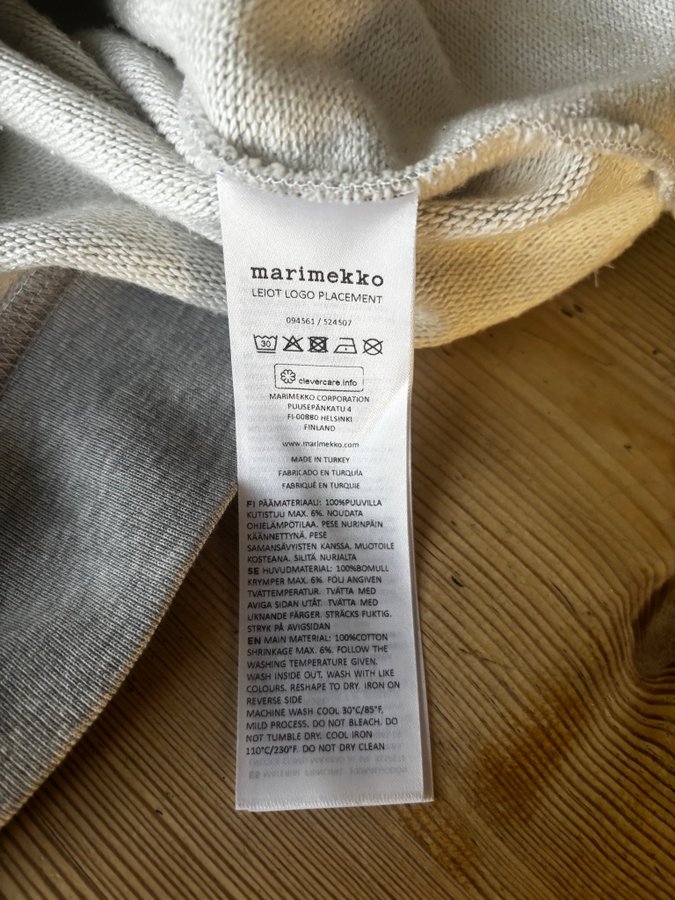 marimekko
LEIOT LOGO PLACEMENT
094561 / 524507
30
clevercare.info
MARIMEKKO CORPORATION
PUUSEPÄNKATU 4
FI-00880 HELSINKI
FINLAND
www.marimekko.com
MADE IN TURKEY
FABRICADO EN TURQUÍA
FABRIQUÉ EN TURQUIE
FI PÄÄMATERIAALI: 100%PUUVILLA
KUTISTUU MAX. 6%. NOUDATA
OHJELÄMPÖTILAA. PESE NURINPÄIN
KÄÄNNETTYNÄ. PESE
SAMANSÄVYISTEN KANSSA, MUOTOILE
KOSTEANA. SILITÄ NURJALTA
SE HUVUDMATERIAL: 100%BOMULL
KRYMPER MAX. 6%. FÖLJ ANGIVEN
TVÄTTEMPERATUR. TVÄTTA MED
AVIGA SIDAN UTÅT. TVÄTTA MED
LIKNANDE FÄRGER. STRÄCKS FUKTIG.
STRYK PÅ AVIGSIDAN
EN MAIN MATERIAL: 100%COTTON
SHRINKAGE MAX. 6%. FOLLOW THE
WASHING TEMPERATURE GIVEN.
WASH INSIDE OUT. WASH WITH LIKE
COLOURS. RESHAPE TO DRY. IRON ON
REVERSE SIDE
MACHINE WASH COOL 30°C/85°F,
MILD PROCESS. DO NOT BLEACH. DO
NOT TUMBLE DRY. COOL IRON
110°C/230°F. DO NOT DRY CLEAN